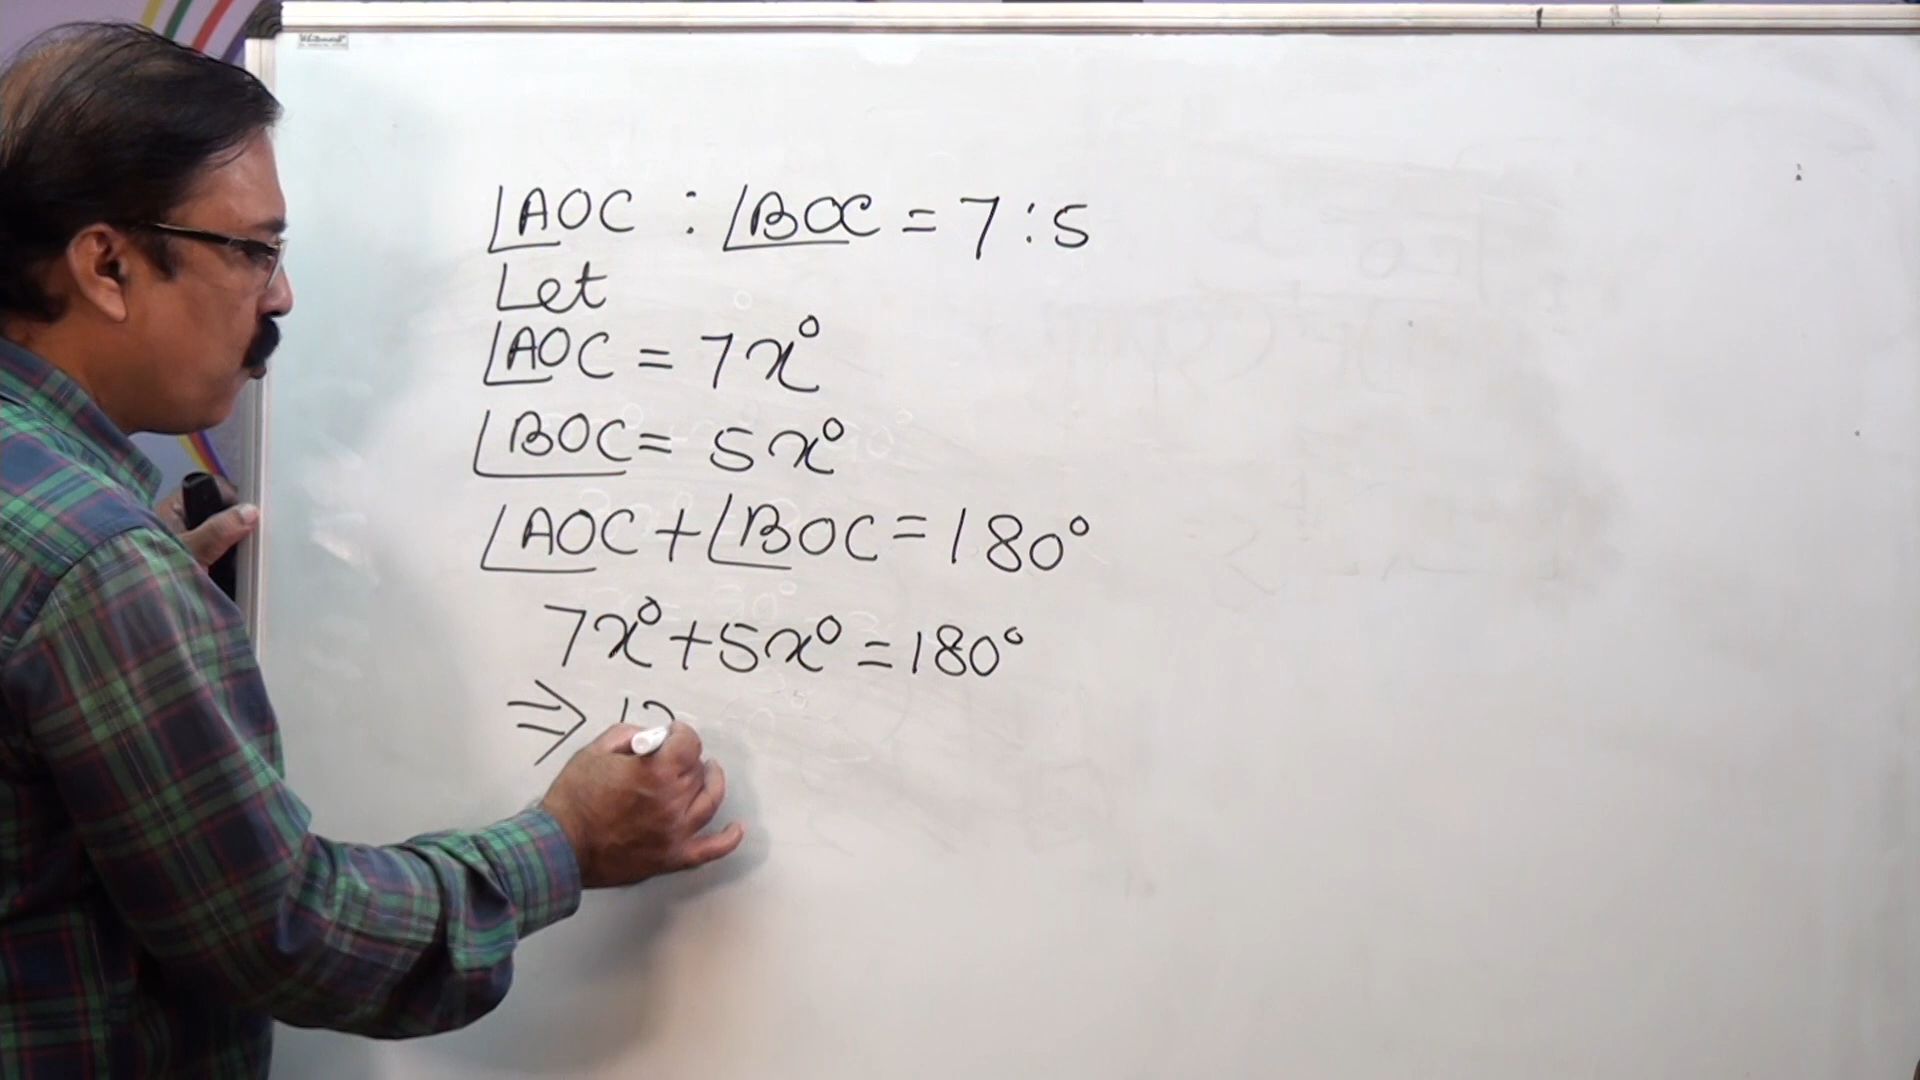 ∠AOC : ∠BOC = 7 : 5
Let
∠AOC = 7x°
∠BOC = 5x°
∠AOC + ∠BOC = 180°
7x° + 5x° = 180°
⇒ 12